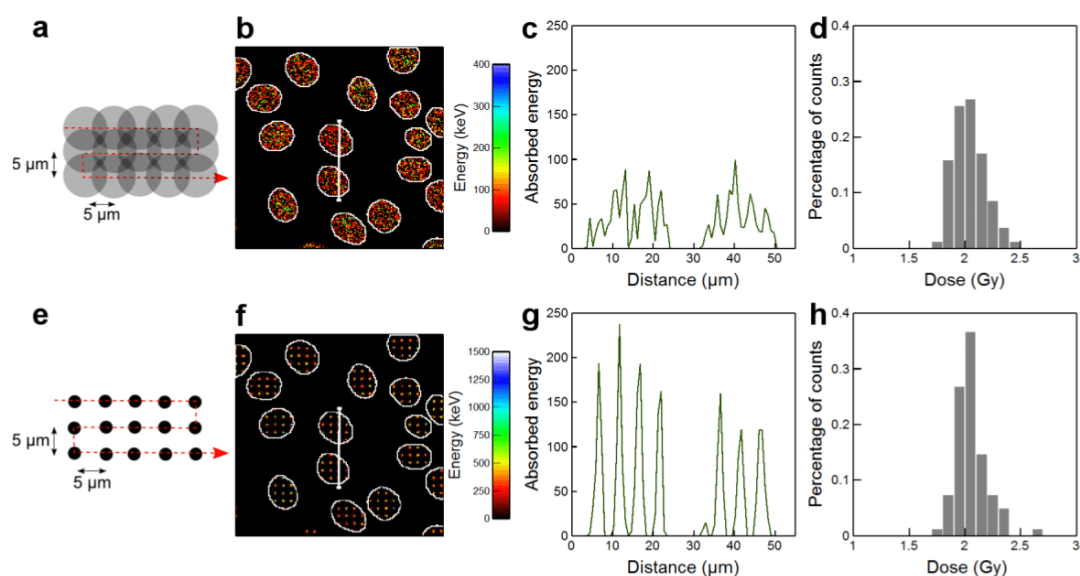 a
5 µm
5 µm
b
400
300
200
100
0
Energy (keV)
c
250
200
150
100
50
0
Absorbed energy
0 10 20 30 40 50
Distance (µm)
d
0.4
0.3
0.2
0.1
0
Percentage of counts
1 1.5 2 2.5 3
Dose (Gy)
e
5 µm
5 µm
f
1500
1250
1000
750
500
250
0
Energy (keV)
g
250
200
150
100
50
0
Absorbed energy
0 10 20 30 40 50
Distance (µm)
h
0.4
0.3
0.2
0.1
0
Percentage of counts
1 1.5 2 2.5 3
Dose (Gy)